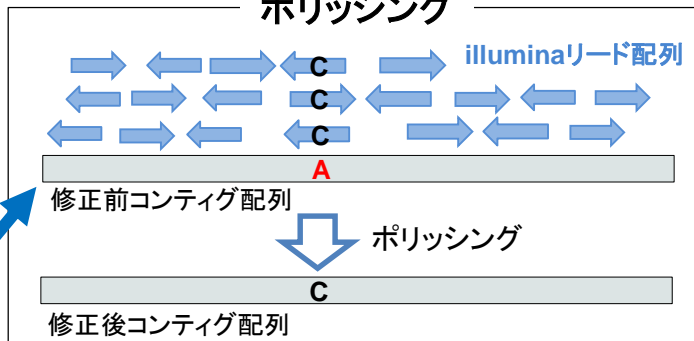 ポリッシング
illuminaリード配列
C
C
C
A
修正前コンティグ配列
ポリッシング
C
修正後コンティグ配列